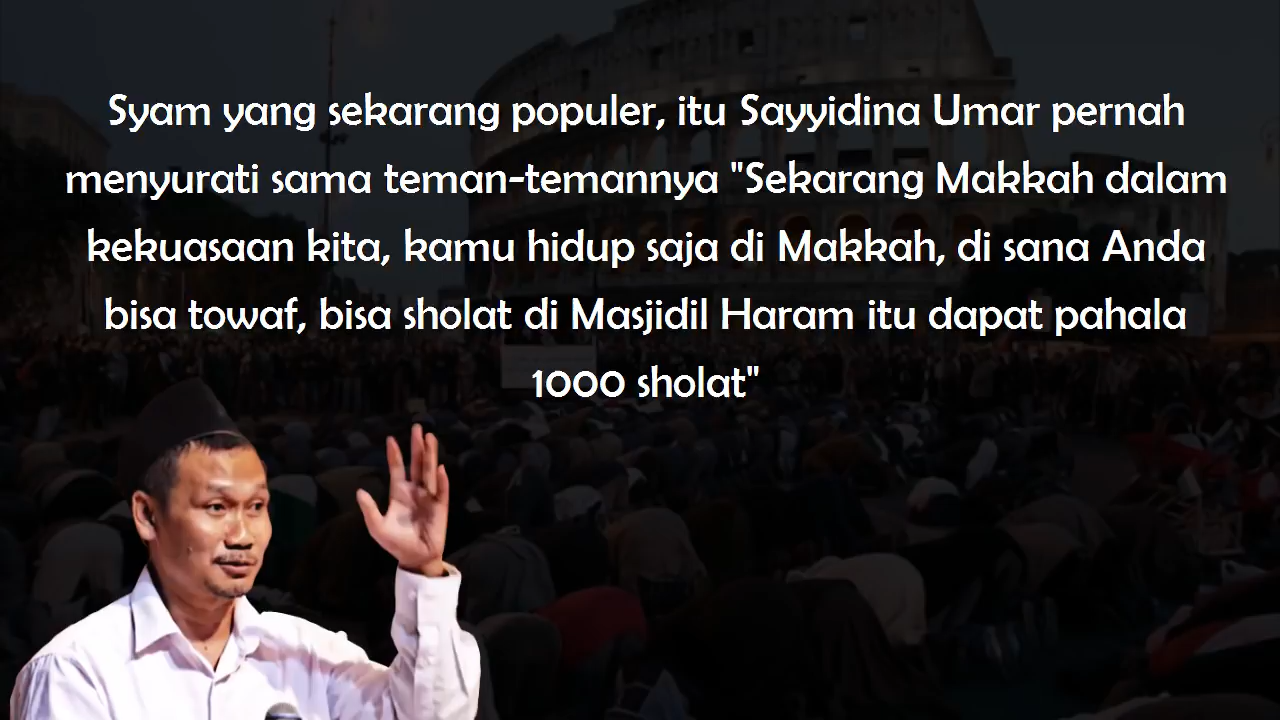 Syam yang sekarang populer, itu Sayyidina Umar pernah
menyurati sama teman-temannya "Sekarang Makkah dalam
kekuasaan kita, kamu hidup saja di Makkah, di sana Anda
bisa towaf, bisa sholat di Masjidil Haram itu dapat pahala
1000 sholat"